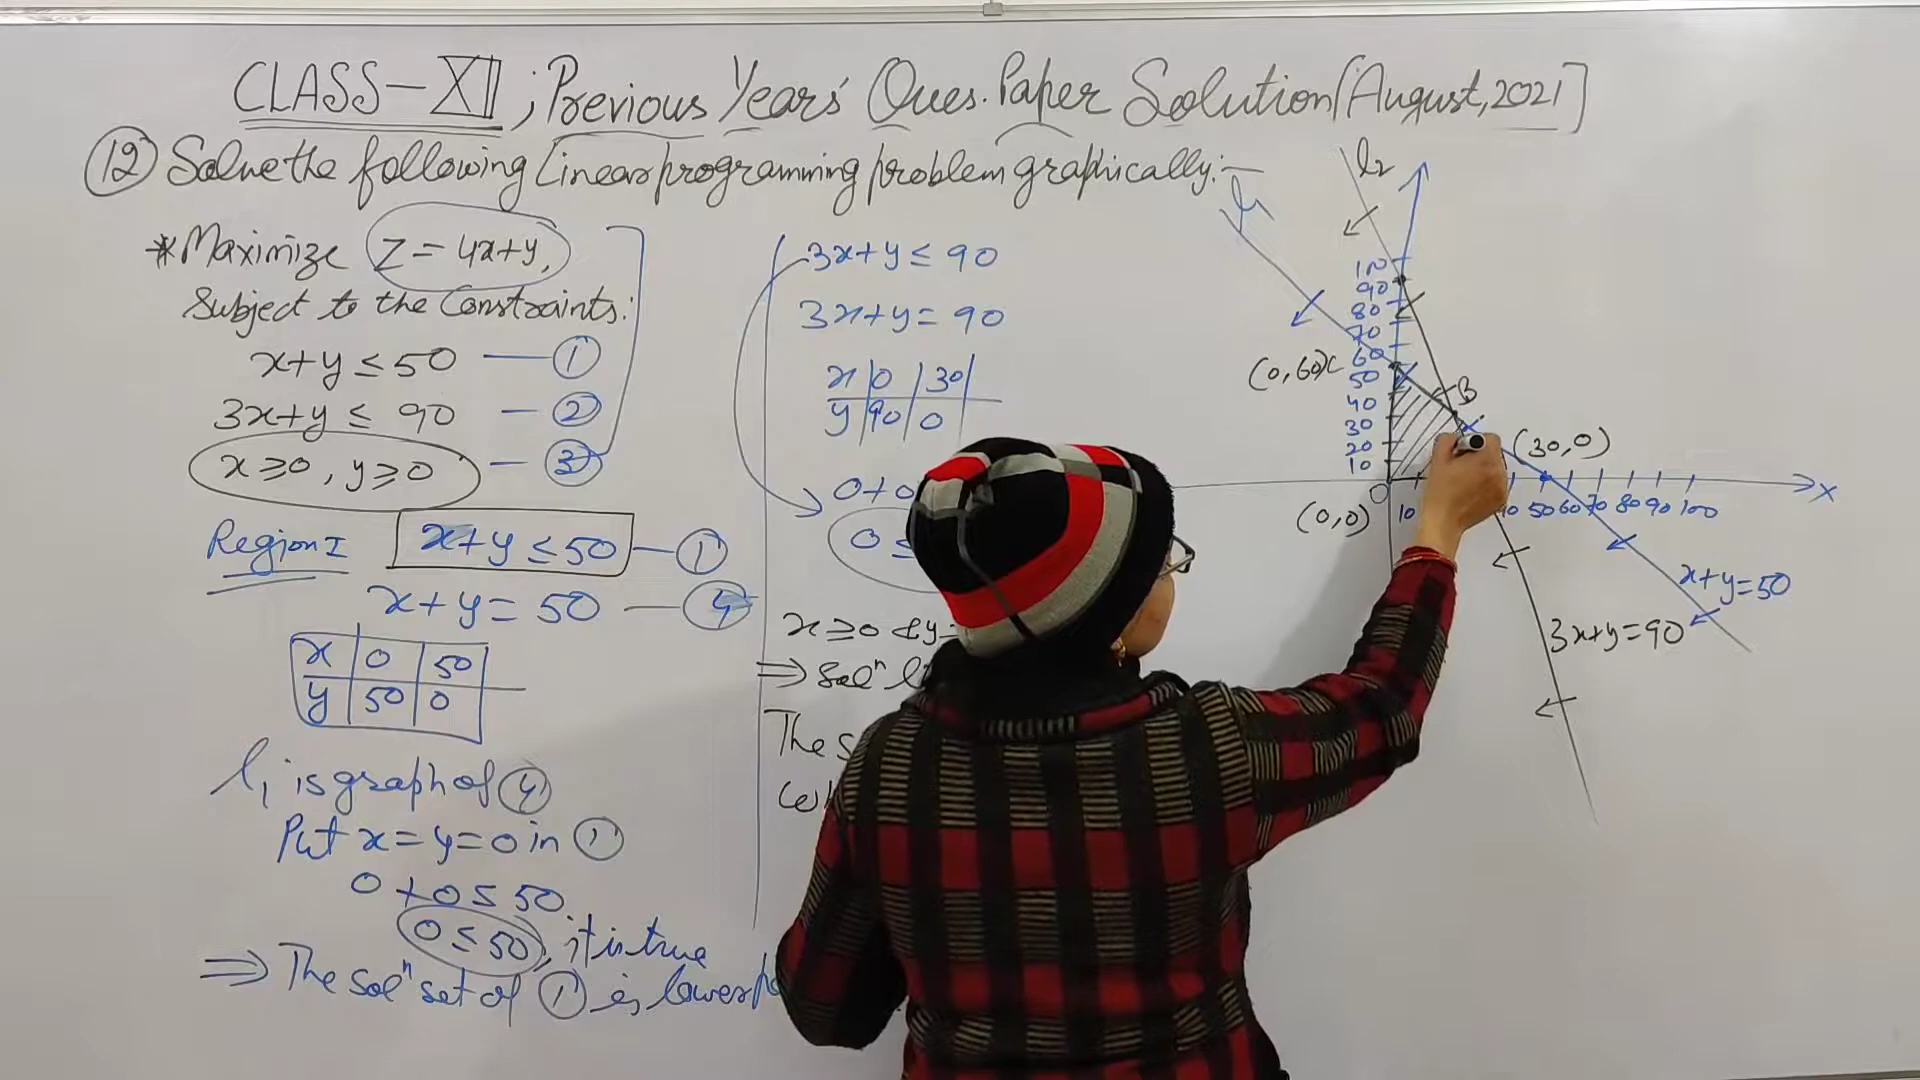 CLASS-XII; Previous Years' Ques. Paper Solution [August, 2021]
12 Solve the following Linear programming problem graphically:-
*Maximize Z = 4x+y,
Subject to the Constraints:
x+y ≤ 50 — 1
3x+y ≤ 90 — 2
x ≥ 0, y ≥ 0 — 3
Region I x+y ≤ 50 — 1
x+y = 50 — 4
x 0 50
y 50 0
l1 is graph of 4
Put x = y = 0 in 1
0+0 ≤ 50.
0 ≤ 50, it is true
⇒ The solⁿ set of 1 is lower
3x+y ≤ 90
3x+y = 90
x 0 30
y 90 0
0+0
0 ≤
x ≥ 0 & y
⇒ Solⁿ
The
l1
l2
100
90
80
70
60
50
40
30
20
10
(0,60) C
B
(30,0)
O
(0,0)
10 50 60 70 80 90 100
x
x+y=50
3x+y=90